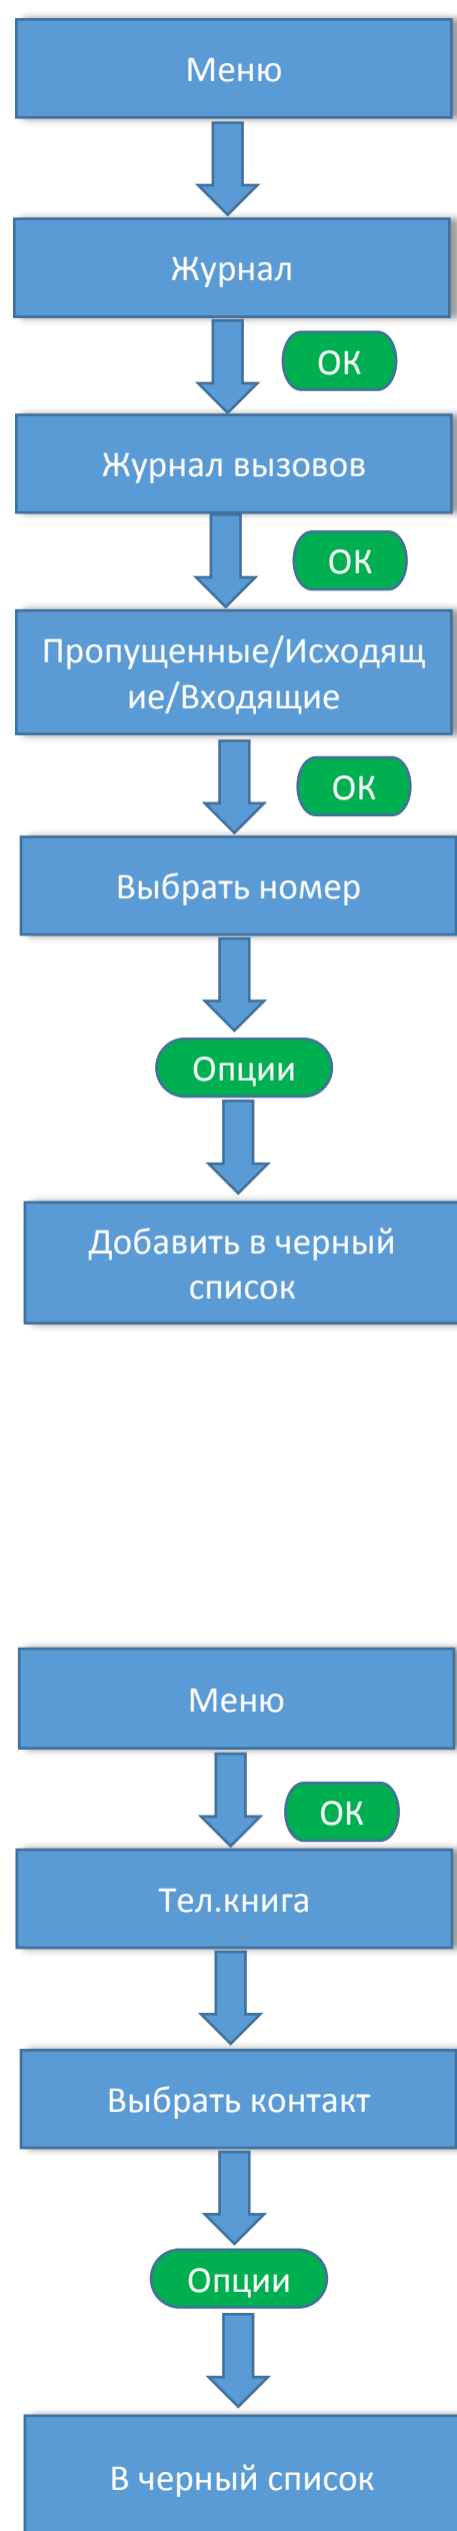 Меню
Журнал
ОК
Журнал вызовов
ОК
Пропущенные/Исходящ
ие/Входящие
ОК
Выбрать номер
Опции
Добавить в черный
список
Меню
ОК
Тел.книга
Выбрать контакт
Опции
В черный список